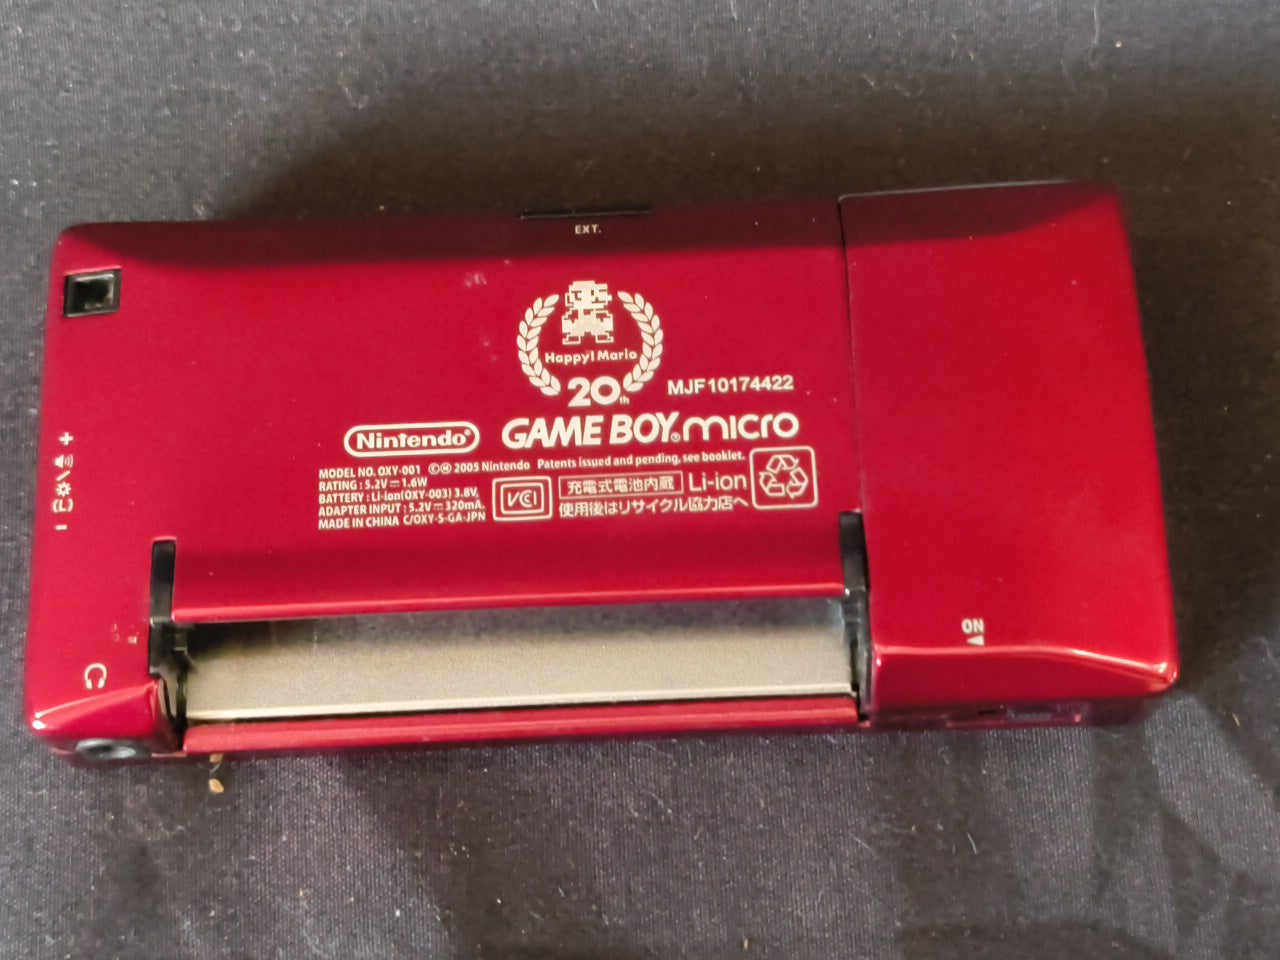 EXT.
Happy! Mario
20th
MJF10174422
Nintendo®
GAME BOY® micro
MODEL NO. OXY-001 ©Ⓜ 2005 Nintendo Patents issued and pending, see booklet.
RATING : 5.2V⎓1.6W
BATTERY : Li-ion(OXY-003) 3.8V,
ADAPTER INPUT : 5.2V⎓320mA.
MADE IN CHINA C/OXY-S-GA-JPN
VCCI
充電式電池内蔵
Li-ion
使用後はリサイクル協力店へ
+
(L)
−
ON